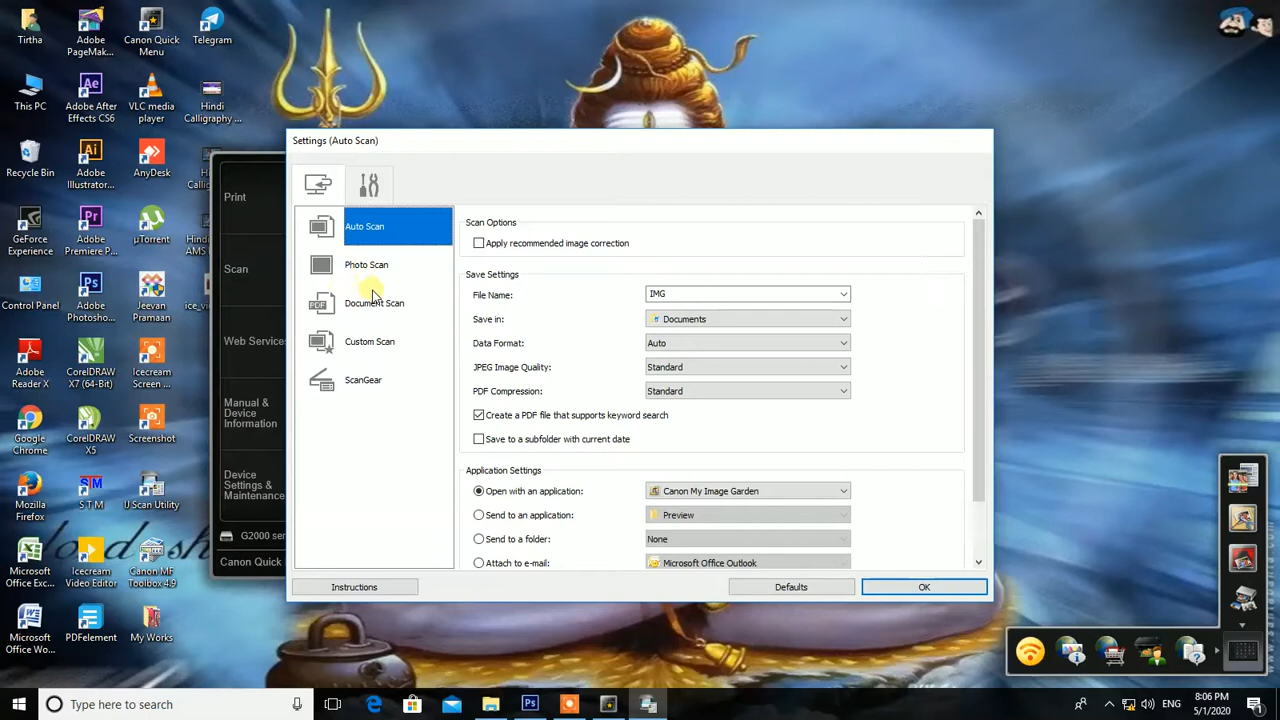 Tirtha
Adobe
PageMak...
Canon Quick
Menu
Telegram
This PC
Adobe After
Effects CS6
VLC media
player
Hindi
Calligraphy ...
Recycle Bin
Adobe
Illustrator...
AnyDesk
GeForce
Experience
Adobe
Premiere P...
µTorrent
Control Panel
Adobe
Photosho...
Jeevan
Pramaan
Adobe
Reader X
CorelDRAW
X7 (64-Bit)
Icecream
Screen ...
Google
Chrome
CorelDRAW
X5
Screenshot
Mozilla
Firefox
S T M
IJ Scan Utility
Microsoft
Office Exc...
Icecream
Video Editor
Canon MF
Toolbox 4.9
Microsoft
Office Wo...
PDFelement
My Works
Print
Scan
Web Services
Manual &
Device
Information
Device
Settings &
Maintenance
G2000 ser
Canon Quick
Settings (Auto Scan)
Auto Scan
Photo Scan
Document Scan
Custom Scan
ScanGear
Scan Options
Apply recommended image correction
Save Settings
File Name: IMG
Save in: Documents
Data Format: Auto
JPEG Image Quality: Standard
PDF Compression: Standard
Create a PDF file that supports keyword search
Save to a subfolder with current date
Application Settings
Open with an application: Canon My Image Garden
Send to an application: Preview
Send to a folder: None
Attach to e-mail: Microsoft Office Outlook
Instructions
Defaults
OK
Type here to search
ENG
8:06 PM
5/1/2020